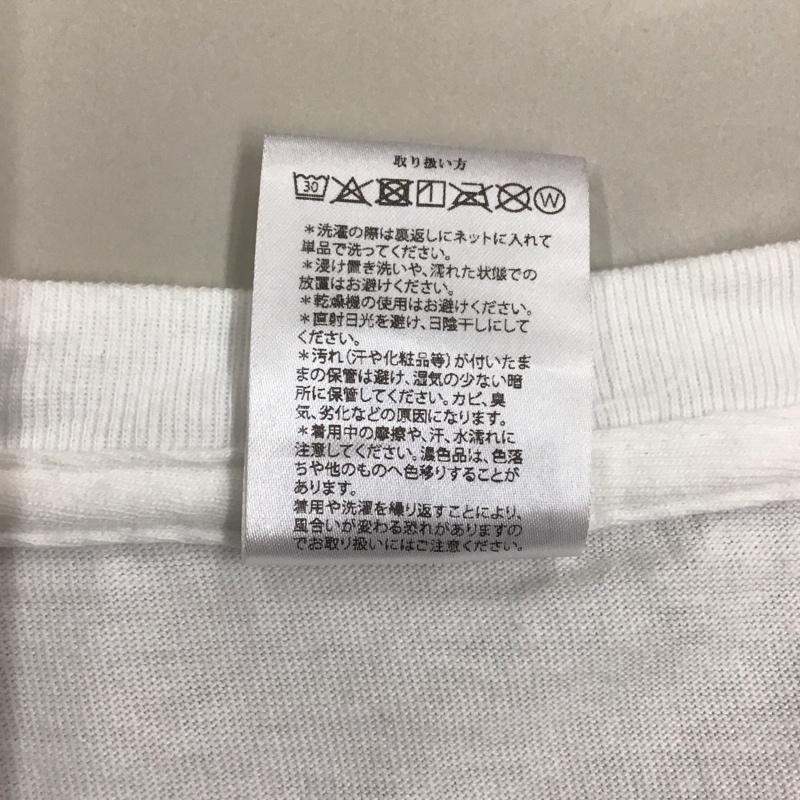 取り扱い方
30 W
＊洗濯の際は裏返しにネットに入れて
単品で洗ってください。
＊浸け置き洗いや、濡れた状態での
放置はお避けください。
＊乾燥機の使用はお避けください。
＊直射日光を避け、日陰干しにして
ください。
＊汚れ（汗や化粧品等）が付いたま
まの保管は避け、湿気の少ない暗
所に保管してください。カビ、臭
気、劣化などの原因になります。
＊着用中の摩擦や、汗、水濡れに
注意してください。濃色品は、色落
ちや他のものへ色移りすることが
あります。
着用や洗濯を繰り返すことにより、
風合いが変わる恐れがありますの
でお取り扱いにはご注意ください。